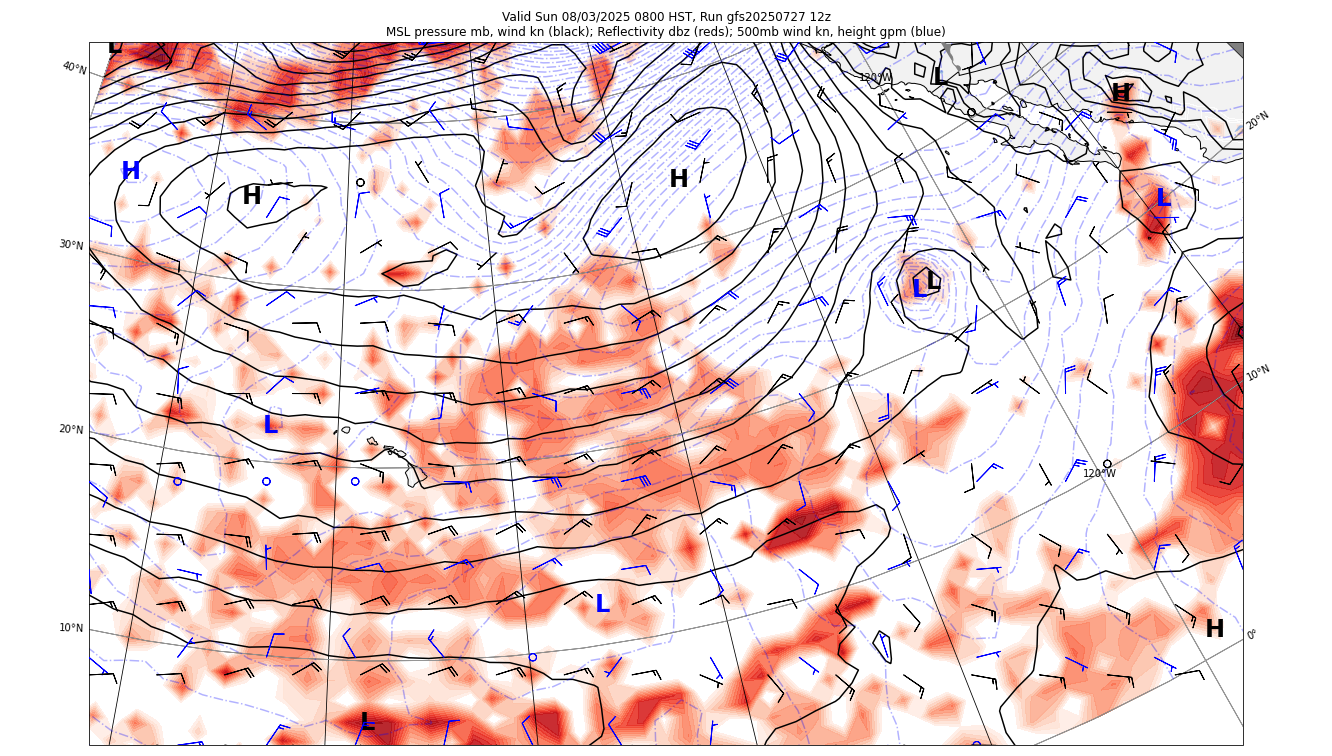 Valid Sun 08/03/2025 0800 HST, Run gfs20250727 12z
MSL pressure mb, wind kn (black); Reflectivity dbz (reds); 500mb wind kn, height gpm (blue)
L
40°N
120°W
L
H
20°N
H
H
H
L
30°N
L
L
10°N
20°N
L
120°W
L
10°N
H
0°
L